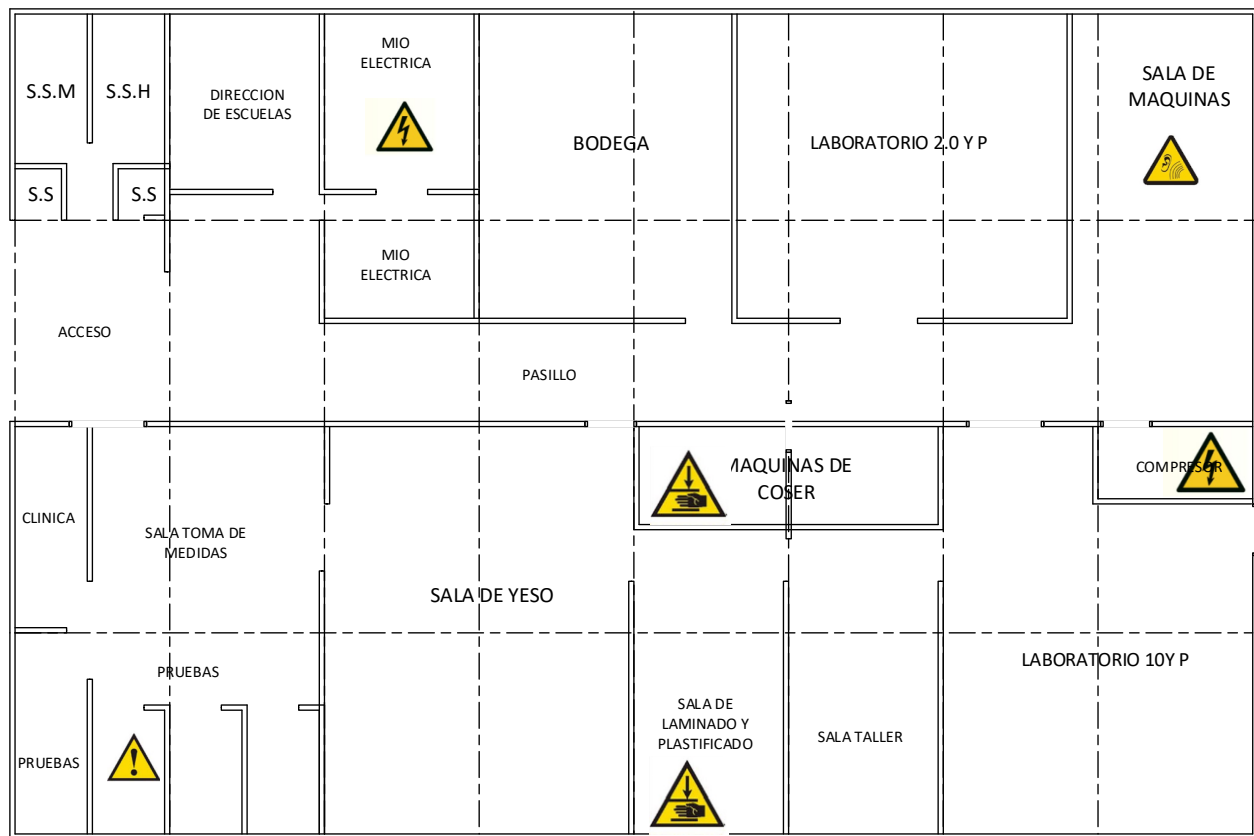 MIO
ELECTRICA
SALA DE
MAQUINAS
S.S.M
S.S.H
DIRECCION
DE ESCUELAS
BODEGA
LABORATORIO 2.0 Y P
S.S
S.S
MIO
ELECTRICA
ACCESO
PASILLO
MAQUINAS DE
COSER
COMPRESOR
CLINICA
SALA TOMA DE
MEDIDAS
SALA DE YESO
LABORATORIO 10Y P
PRUEBAS
SALA DE
LAMINADO Y
PLASTIFICADO
SALA TALLER
PRUEBAS